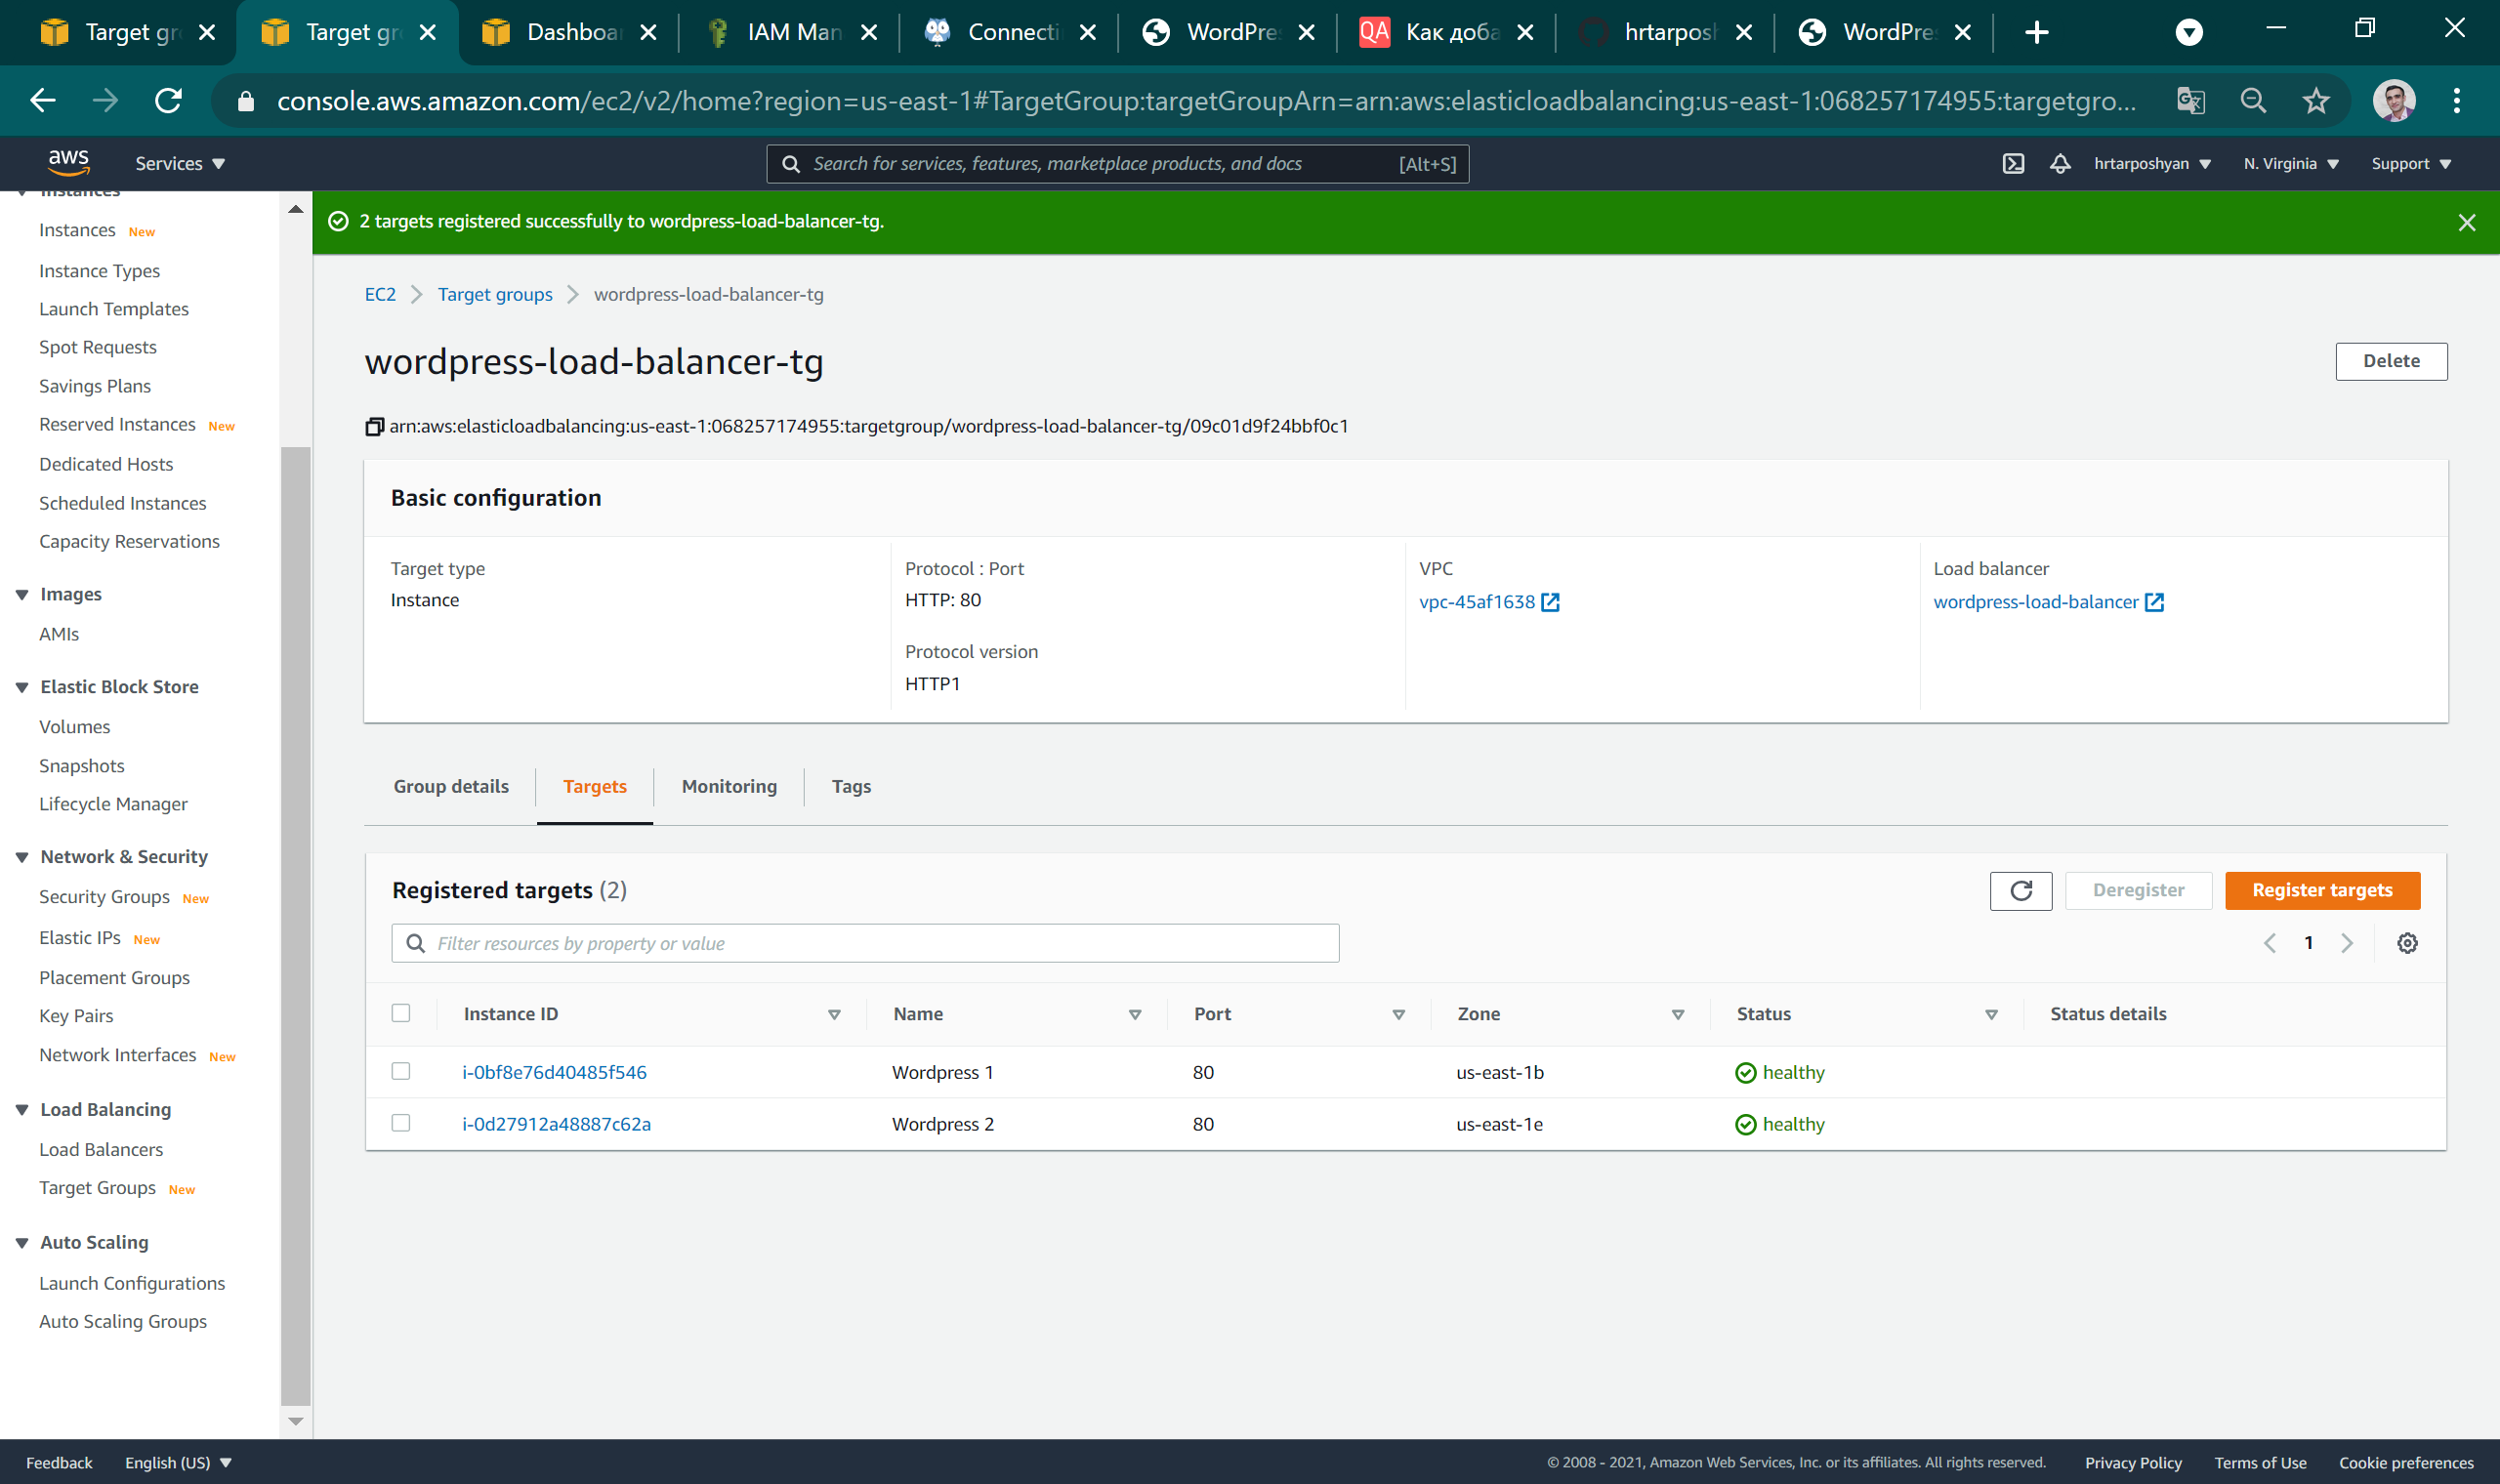 Target gr
Target gr
Dashboar
IAM Man
Connecti
WordPres
QA Как доба
hrtarposh
WordPres
console.aws.amazon.com/ec2/v2/home?region=us-east-1#TargetGroup:targetGroupArn=arn:aws:elasticloadbalancing:us-east-1:068257174955:targetgro...
aws
Services
Search for services, features, marketplace products, and docs [Alt+S]
hrtarposhyan
N. Virginia
Support
Instances
Instances New
Instance Types
Launch Templates
Spot Requests
Savings Plans
Reserved Instances New
Dedicated Hosts
Scheduled Instances
Capacity Reservations
Images
AMIs
Elastic Block Store
Volumes
Snapshots
Lifecycle Manager
Network & Security
Security Groups New
Elastic IPs New
Placement Groups
Key Pairs
Network Interfaces New
Load Balancing
Load Balancers
Target Groups New
Auto Scaling
Launch Configurations
Auto Scaling Groups
2 targets registered successfully to wordpress-load-balancer-tg.
EC2 > Target groups > wordpress-load-balancer-tg
wordpress-load-balancer-tg
Delete
arn:aws:elasticloadbalancing:us-east-1:068257174955:targetgroup/wordpress-load-balancer-tg/09c01d9f24bbf0c1
Basic configuration
Target type
Instance
Protocol : Port
HTTP: 80
Protocol version
HTTP1
VPC
vpc-45af1638
Load balancer
wordpress-load-balancer
Group details
Targets
Monitoring
Tags
Registered targets (2)
Deregister
Register targets
Filter resources by property or value
1
Instance ID Name Port Zone Status Status details
i-0bf8e76d40485f546 Wordpress 1 80 us-east-1b healthy
i-0d27912a48887c62a Wordpress 2 80 us-east-1e healthy
Feedback
English (US)
© 2008 - 2021, Amazon Web Services, Inc. or its affiliates. All rights reserved.
Privacy Policy
Terms of Use
Cookie preferences